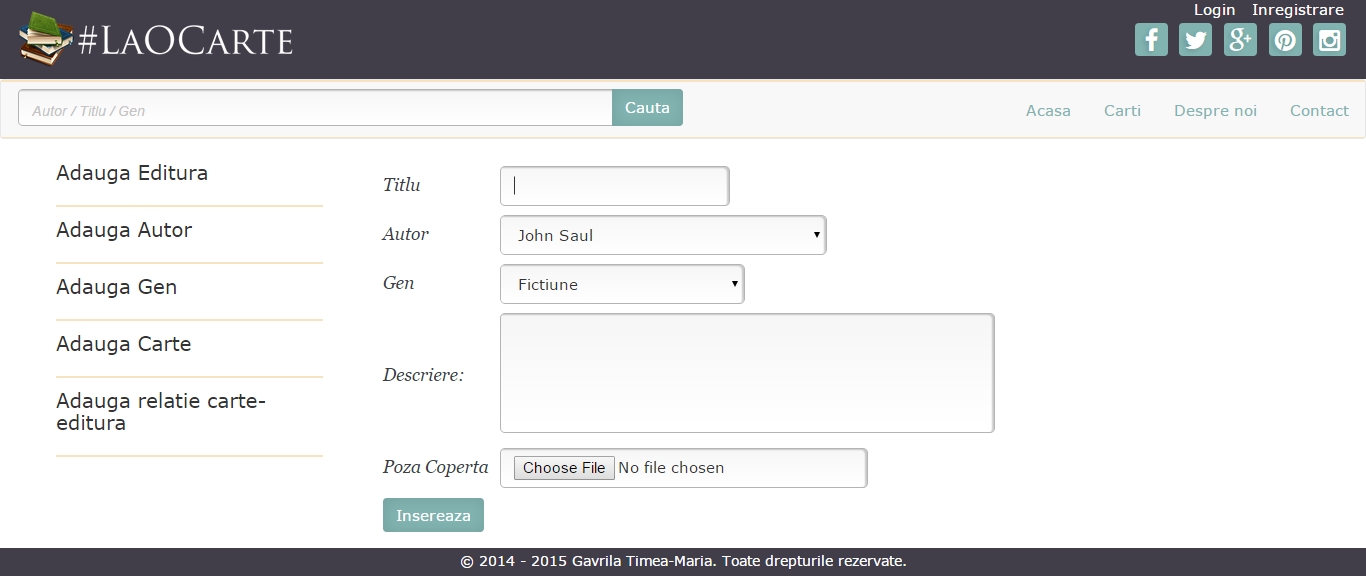 Login Inregistrare
#LAOCARTE
Autor / Titlu / Gen
Cauta
Acasa Carti Despre noi Contact
Adauga Editura
Adauga Autor
Adauga Gen
Adauga Carte
Adauga relatie carte-
editura
Titlu
Autor John Saul
Gen Fictiune
Descriere:
Poza Coperta Choose File No file chosen
Insereaza
© 2014 - 2015 Gavrila Timea-Maria. Toate drepturile rezervate.